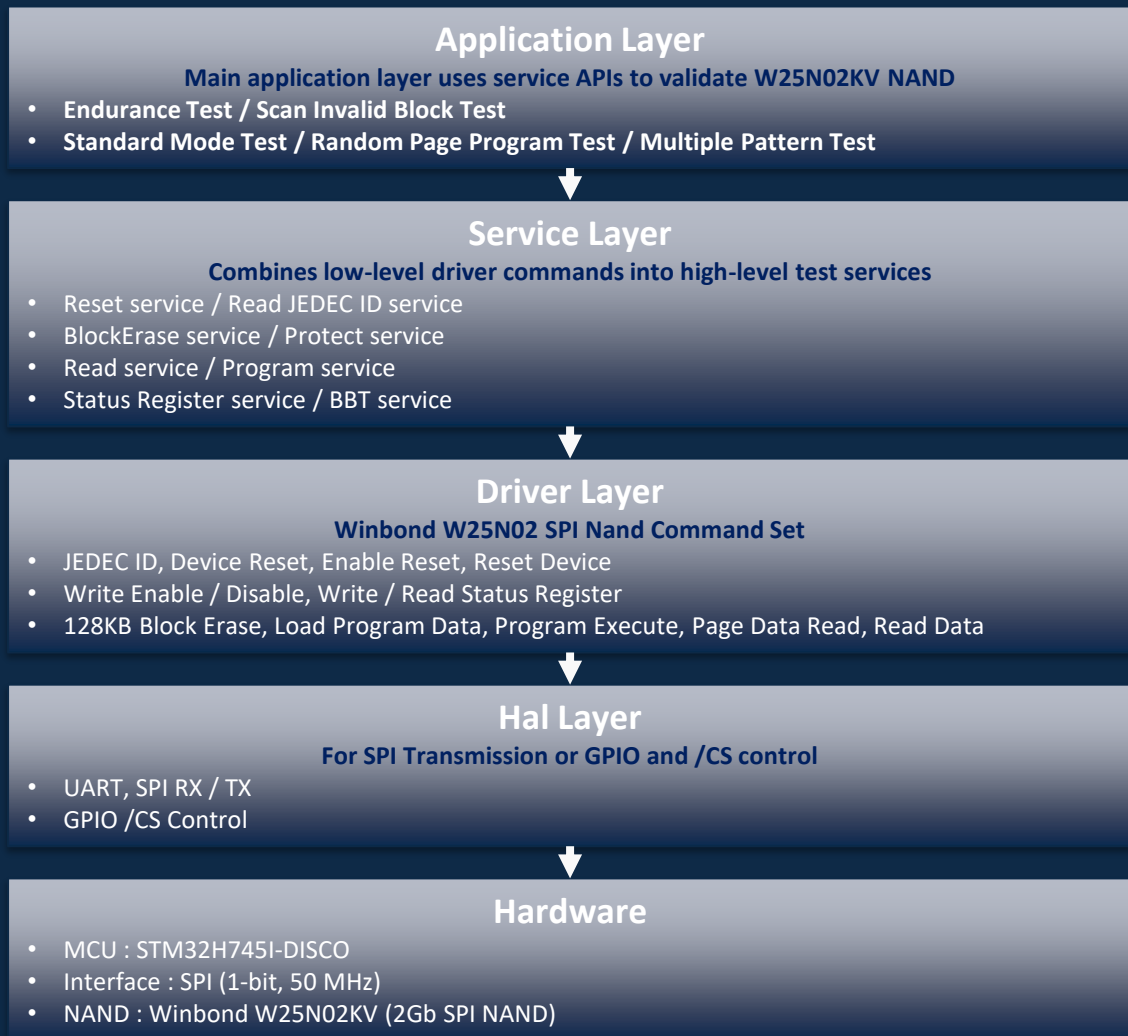 Application Layer
Main application layer uses service APIs to validate W25N02KV NAND
• Endurance Test / Scan Invalid Block Test
• Standard Mode Test / Random Page Program Test / Multiple Pattern Test
Service Layer
Combines low-level driver commands into high-level test services
• Reset service / Read JEDEC ID service
• BlockErase service / Protect service
• Read service / Program service
• Status Register service / BBT service
Driver Layer
Winbond W25N02 SPI Nand Command Set
• JEDEC ID, Device Reset, Enable Reset, Reset Device
• Write Enable / Disable, Write / Read Status Register
• 128KB Block Erase, Load Program Data, Program Execute, Page Data Read, Read Data
Hal Layer
For SPI Transmission or GPIO and /CS control
• UART, SPI RX / TX
• GPIO /CS Control
Hardware
• MCU : STM32H745I-DISCO
• Interface : SPI (1-bit, 50 MHz)
• NAND : Winbond W25N02KV (2Gb SPI NAND)